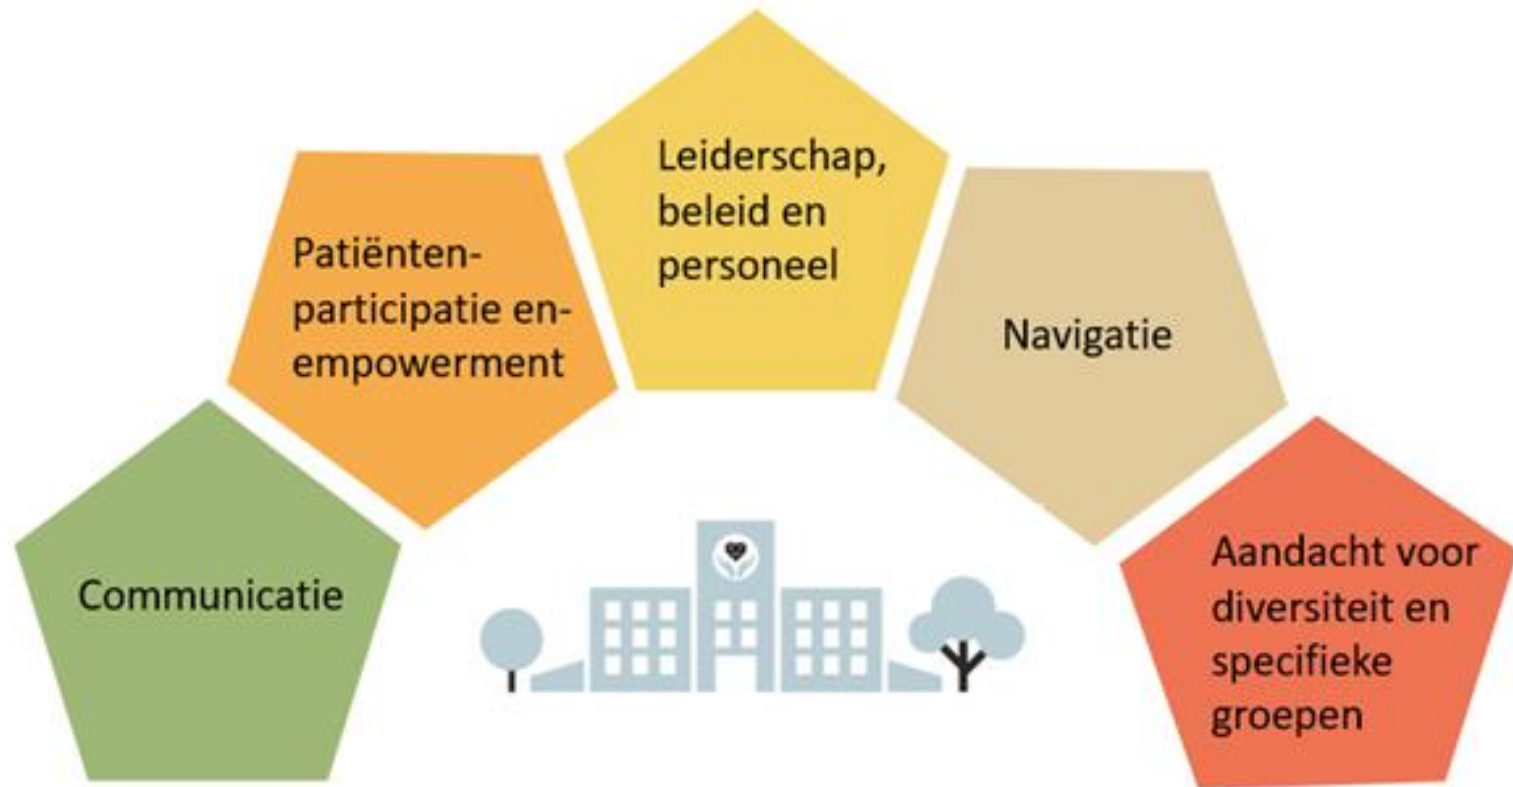 Communicatie
Patiënten-
participatie en-
empowerment
Leiderschap,
beleid en
personeel
Navigatie
Aandacht voor
diversiteit en
specifieke
groepen